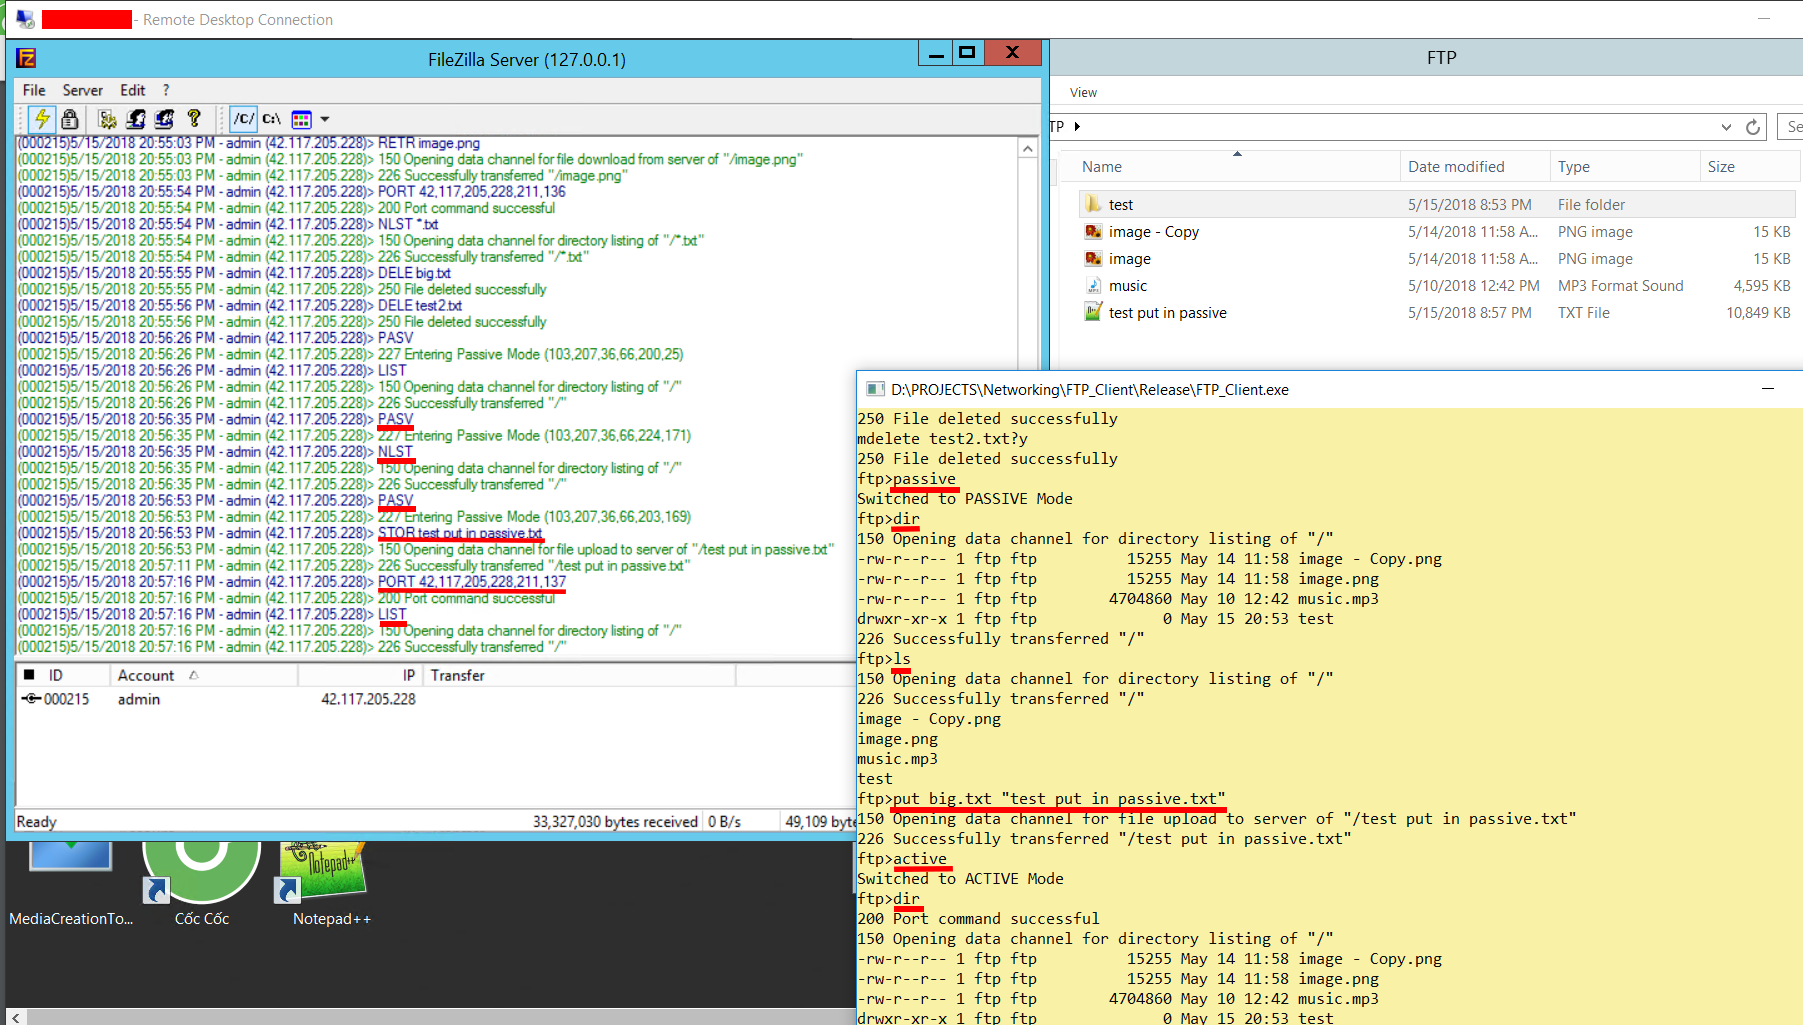 - Remote Desktop Connection
FileZilla Server (127.0.0.1)
File Server Edit ?
/C/ C:\
(000215)5/15/2018 20:55:03 PM - admin (42.117.205.228)> RETR image.png
(000215)5/15/2018 20:55:03 PM - admin (42.117.205.228)> 150 Opening data channel for file download from server of "/image.png"
(000215)5/15/2018 20:55:03 PM - admin (42.117.205.228)> 226 Successfully transferred "/image.png"
(000215)5/15/2018 20:55:54 PM - admin (42.117.205.228)> PORT 42,117,205,228,211,136
(000215)5/15/2018 20:55:54 PM - admin (42.117.205.228)> 200 Port command successful
(000215)5/15/2018 20:55:54 PM - admin (42.117.205.228)> NLST *.txt
(000215)5/15/2018 20:55:54 PM - admin (42.117.205.228)> 150 Opening data channel for directory listing of "/*.txt"
(000215)5/15/2018 20:55:54 PM - admin (42.117.205.228)> 226 Successfully transferred "/*.txt"
(000215)5/15/2018 20:55:55 PM - admin (42.117.205.228)> DELE big.txt
(000215)5/15/2018 20:55:55 PM - admin (42.117.205.228)> 250 File deleted successfully
(000215)5/15/2018 20:55:56 PM - admin (42.117.205.228)> DELE test2.txt
(000215)5/15/2018 20:55:56 PM - admin (42.117.205.228)> 250 File deleted successfully
(000215)5/15/2018 20:56:26 PM - admin (42.117.205.228)> PASV
(000215)5/15/2018 20:56:26 PM - admin (42.117.205.228)> 227 Entering Passive Mode (103,207,36,66,200,25)
(000215)5/15/2018 20:56:26 PM - admin (42.117.205.228)> LIST
(000215)5/15/2018 20:56:26 PM - admin (42.117.205.228)> 150 Opening data channel for directory listing of "/"
(000215)5/15/2018 20:56:26 PM - admin (42.117.205.228)> 226 Successfully transferred "/"
(000215)5/15/2018 20:56:35 PM - admin (42.117.205.228)> PASV
(000215)5/15/2018 20:56:35 PM - admin (42.117.205.228)> 227 Entering Passive Mode (103,207,36,66,224,171)
(000215)5/15/2018 20:56:35 PM - admin (42.117.205.228)> NLST
(000215)5/15/2018 20:56:35 PM - admin (42.117.205.228)> 150 Opening data channel for directory listing of "/"
(000215)5/15/2018 20:56:35 PM - admin (42.117.205.228)> 226 Successfully transferred "/"
(000215)5/15/2018 20:56:53 PM - admin (42.117.205.228)> PASV
(000215)5/15/2018 20:56:53 PM - admin (42.117.205.228)> 227 Entering Passive Mode (103,207,36,66,203,169)
(000215)5/15/2018 20:56:53 PM - admin (42.117.205.228)> STOR test put in passive.txt
(000215)5/15/2018 20:56:53 PM - admin (42.117.205.228)> 150 Opening data channel for file upload to server of "/test put in passive.txt"
(000215)5/15/2018 20:57:11 PM - admin (42.117.205.228)> 226 Successfully transferred "/test put in passive.txt"
(000215)5/15/2018 20:57:16 PM - admin (42.117.205.228)> PORT 42,117,205,228,211,137
(000215)5/15/2018 20:57:16 PM - admin (42.117.205.228)> 200 Port command successful
(000215)5/15/2018 20:57:16 PM - admin (42.117.205.228)> LIST
(000215)5/15/2018 20:57:16 PM - admin (42.117.205.228)> 150 Opening data channel for directory listing of "/"
(000215)5/15/2018 20:57:16 PM - admin (42.117.205.228)> 226 Successfully transferred "/"
ID Account IP Transfer
000215 admin 42.117.205.228
Ready 33,327,030 bytes received 0 B/s 49,109 byte
MediaCreationTo... Cốc Cốc Notepad++
FTP
View
TP
Se
Name Date modified Type Size
test 5/15/2018 8:53 PM File folder
image - Copy 5/14/2018 11:58 A... PNG image 15 KB
image 5/14/2018 11:58 A... PNG image 15 KB
music 5/10/2018 12:42 PM MP3 Format Sound 4,595 KB
test put in passive 5/15/2018 8:57 PM TXT File 10,849 KB
D:\PROJECTS\Networking\FTP_Client\Release\FTP_Client.exe
250 File deleted successfully
mdelete test2.txt?y
250 File deleted successfully
ftp>passive
Switched to PASSIVE Mode
ftp>dir
150 Opening data channel for directory listing of "/"
-rw-r--r-- 1 ftp ftp 15255 May 14 11:58 image - Copy.png
-rw-r--r-- 1 ftp ftp 15255 May 14 11:58 image.png
-rw-r--r-- 1 ftp ftp 4704860 May 10 12:42 music.mp3
drwxr-xr-x 1 ftp ftp 0 May 15 20:53 test
226 Successfully transferred "/"
ftp>ls
150 Opening data channel for directory listing of "/"
226 Successfully transferred "/"
image - Copy.png
image.png
music.mp3
test
ftp>put big.txt "test put in passive.txt"
150 Opening data channel for file upload to server of "/test put in passive.txt"
226 Successfully transferred "/test put in passive.txt"
ftp>active
Switched to ACTIVE Mode
ftp>dir
200 Port command successful
150 Opening data channel for directory listing of "/"
-rw-r--r-- 1 ftp ftp 15255 May 14 11:58 image - Copy.png
-rw-r--r-- 1 ftp ftp 15255 May 14 11:58 image.png
-rw-r--r-- 1 ftp ftp 4704860 May 10 12:42 music.mp3
drwxr-xr-x 1 ftp ftp 0 May 15 20:53 test